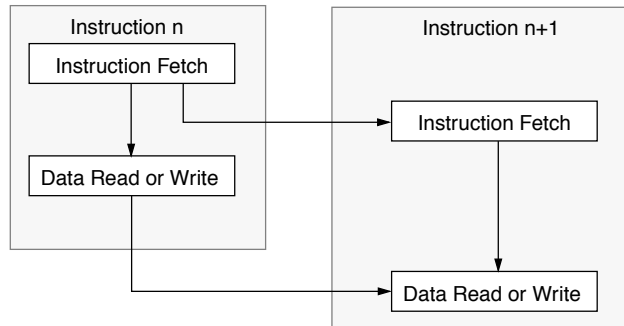 Instruction n
Instruction Fetch
Data Read or Write
Instruction n+1
Instruction Fetch
Data Read or Write